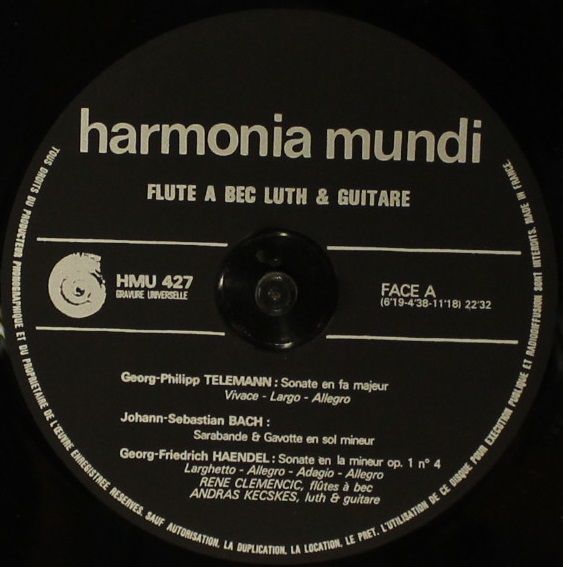 harmonia mundi
FLUTE A BEC LUTH & GUITARE
HMU 427
GRAVURE UNIVERSELLE
FACE A
(6'19-4'38-11'18) 22'32
Georg-Philipp TELEMANN : Sonate en fa majeur
Vivace - Largo - Allegro
Johann-Sebastian BACH :
Sarabande & Gavotte en sol mineur
Georg-Friedrich HAENDEL : Sonate en la mineur op. 1 n° 4
Larghetto - Allegro - Adagio - Allegro
RENE CLEMENCIC, flûtes à bec
ANDRAS KECSKES, luth & guitare
TOUS DROITS DU PRODUCTEUR PHONOGRAPHIQUE ET DU PROPRIETAIRE DE L'ŒUVRE ENREGISTREE RESERVES. SAUF AUTORISATION, LA DUPLICATION, LA LOCATION, LE PRET, L'UTILISATION DE CE DISQUE POUR EXECUTION PUBLIQUE ET RADIODIFFUSION SONT INTERDITS. MADE IN FRANCE.